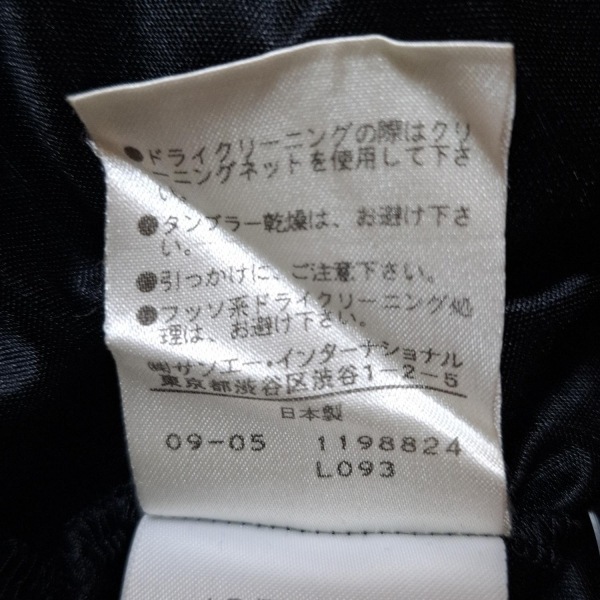 ●ドライクリーニングの際はクリ
ーニングネットを使用して下さ
い。
●タンブラー乾燥は、お避け下さ
い。
●引っかけに、ご注意下さい。
●フッソ系ドライクリーニング処
理は、お避け下さい。
㈱サンエー・インターナショナル
東京都渋谷区渋谷1-2-5
日本製
09-05 1198824
L093